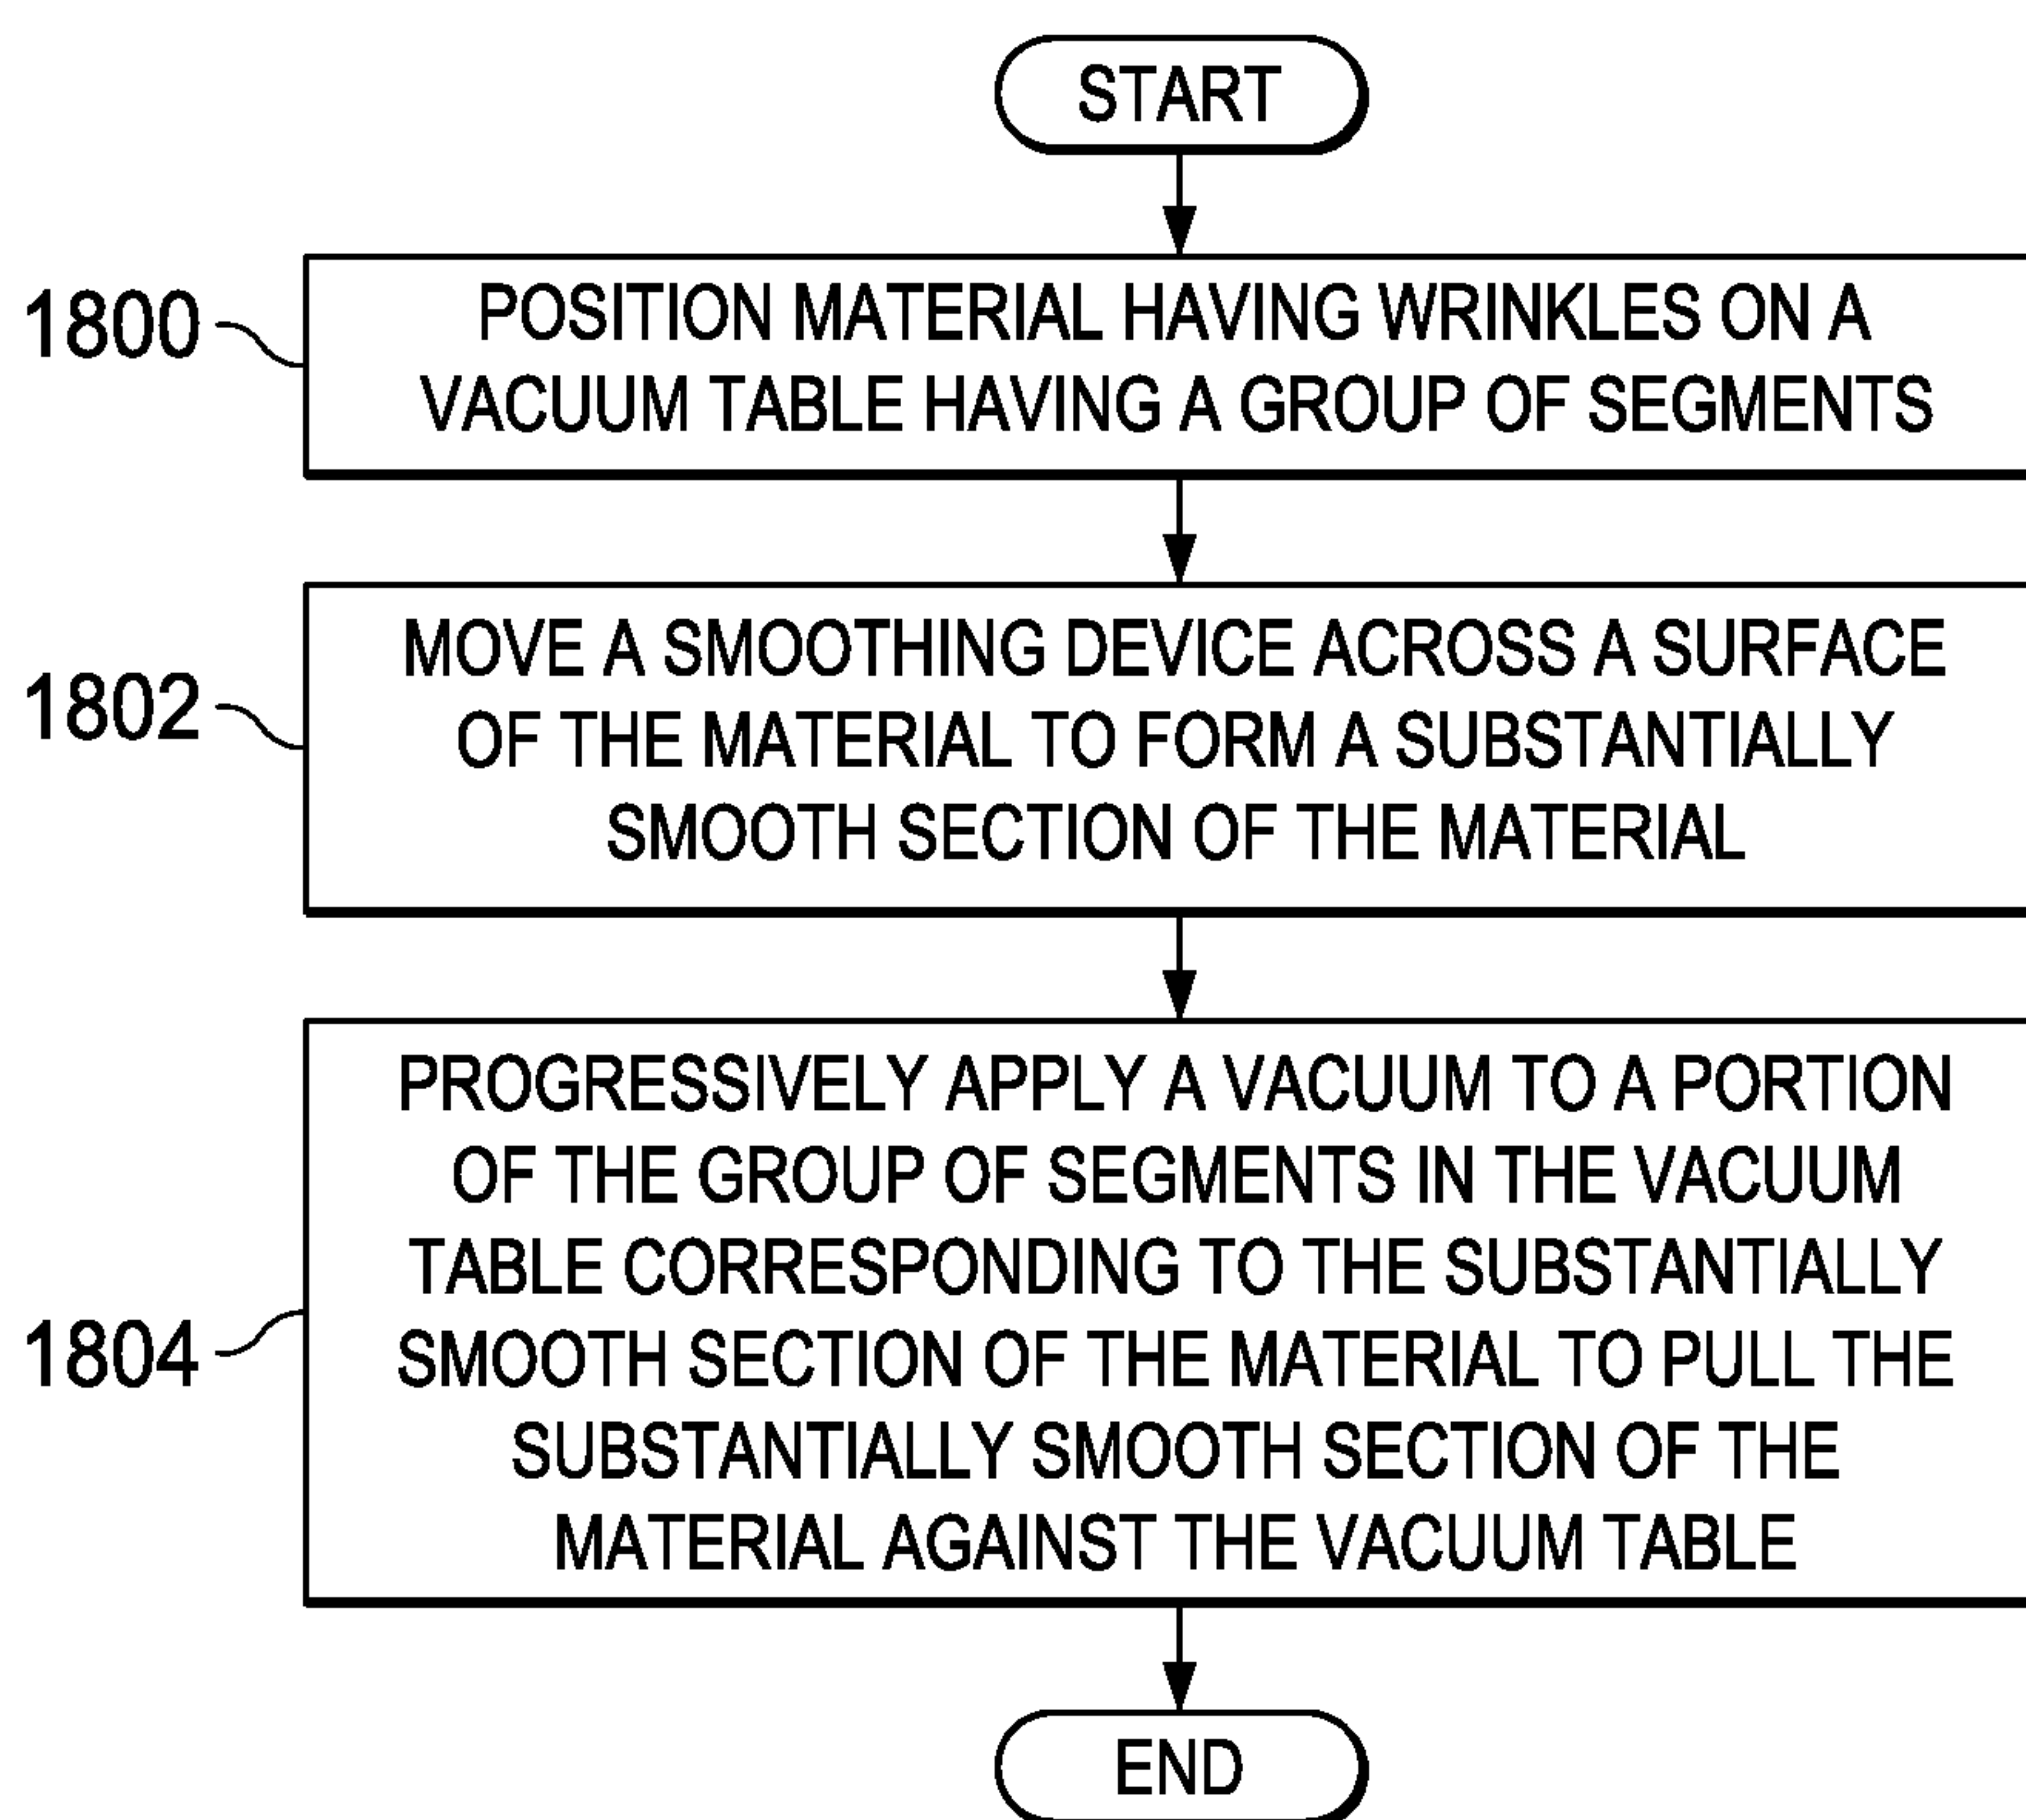 START
1800
POSITION MATERIAL HAVING WRINKLES ON A
VACUUM TABLE HAVING A GROUP OF SEGMENTS
1802
MOVE A SMOOTHING DEVICE ACROSS A SURFACE
OF THE MATERIAL TO FORM A SUBSTANTIALLY
SMOOTH SECTION OF THE MATERIAL
1804
PROGRESSIVELY APPLY A VACUUM TO A PORTION
OF THE GROUP OF SEGMENTS IN THE VACUUM
TABLE CORRESPONDING TO THE SUBSTANTIALLY
SMOOTH SECTION OF THE MATERIAL TO PULL THE
SUBSTANTIALLY SMOOTH SECTION OF THE
MATERIAL AGAINST THE VACUUM TABLE
END